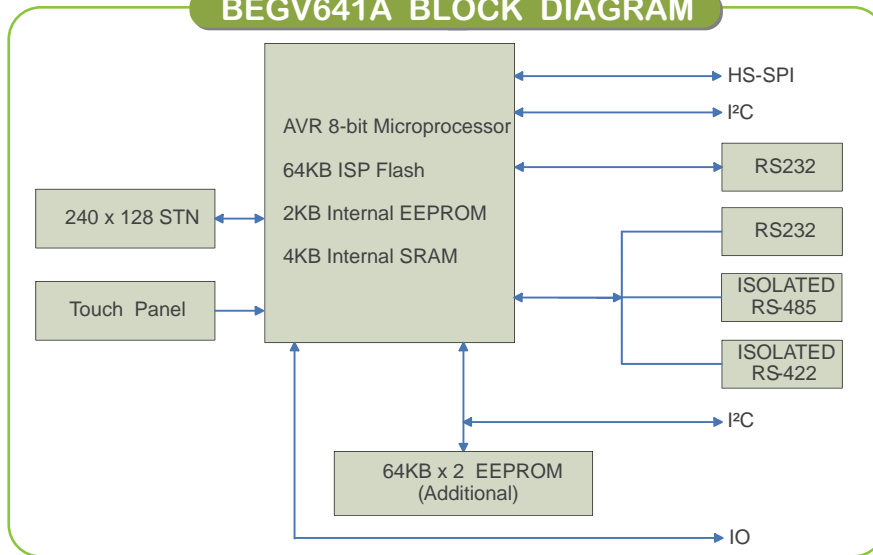 BEGV641A BLOCK DIAGRAM
AVR 8-bit Microprocessor
64KB ISP Flash
2KB Internal EEPROM
4KB Internal SRAM
240 x 128 STN
Touch Panel
HS-SPI
I²C
RS232
RS232
ISOLATED
RS-485
ISOLATED
RS-422
I²C
64KB x 2 EEPROM
(Additional)
IO